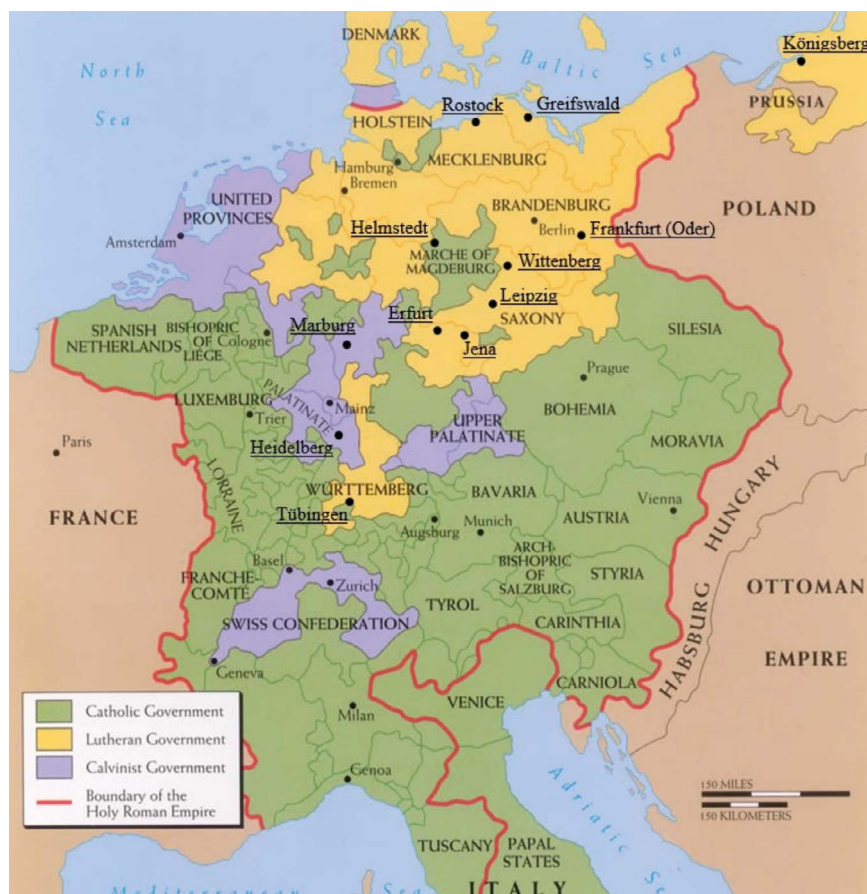 DENMARK
North
Sea
Baltic Sea
Königsberg
PRUSSIA
Rostock
Greifswald
HOLSTEIN
MECKLENBURG
Hamburg
Bremen
UNITED
PROVINCES
BRANDENBURG
Berlin
POLAND
Amsterdam
Helmstedt
Frankfurt (Oder)
MARCHE OF
MAGDEBURG
Wittenberg
Leipzig
Erfurt
SAXONY
Marburg
Jena
SPANISH
NETHERLANDS
BISHOPRIC
OF
LIÉGE
Cologne
SILESIA
Prague
LUXEMBURG
PALATINATE
Mainz
Trier
UPPER
PALATINATE
BOHEMIA
Paris
Heidelberg
MORAVIA
LORRAINE
WÜRTTEMBERG
Tübingen
BAVARIA
Vienna
FRANCE
Augsburg
Munich
AUSTRIA
HABSBURG HUNGARY
Basel
ARCH-
BISHOPRIC
OF
SALZBURG
STYRIA
OTTOMAN
EMPIRE
FRANCHE-
COMTÉ
Zurich
TYROL
SWISS CONFEDERATION
CARINTHIA
Geneva
CARNIOLA
VENICE
Milan
Genoa
Catholic Government
Lutheran Government
Calvinist Government
Boundary of the
Holy Roman Empire
150 MILES
150 KILOMETERS
Adriatic Sea
TUSCANY
PAPAL
STATES
Mediterranean Sea
ITALY